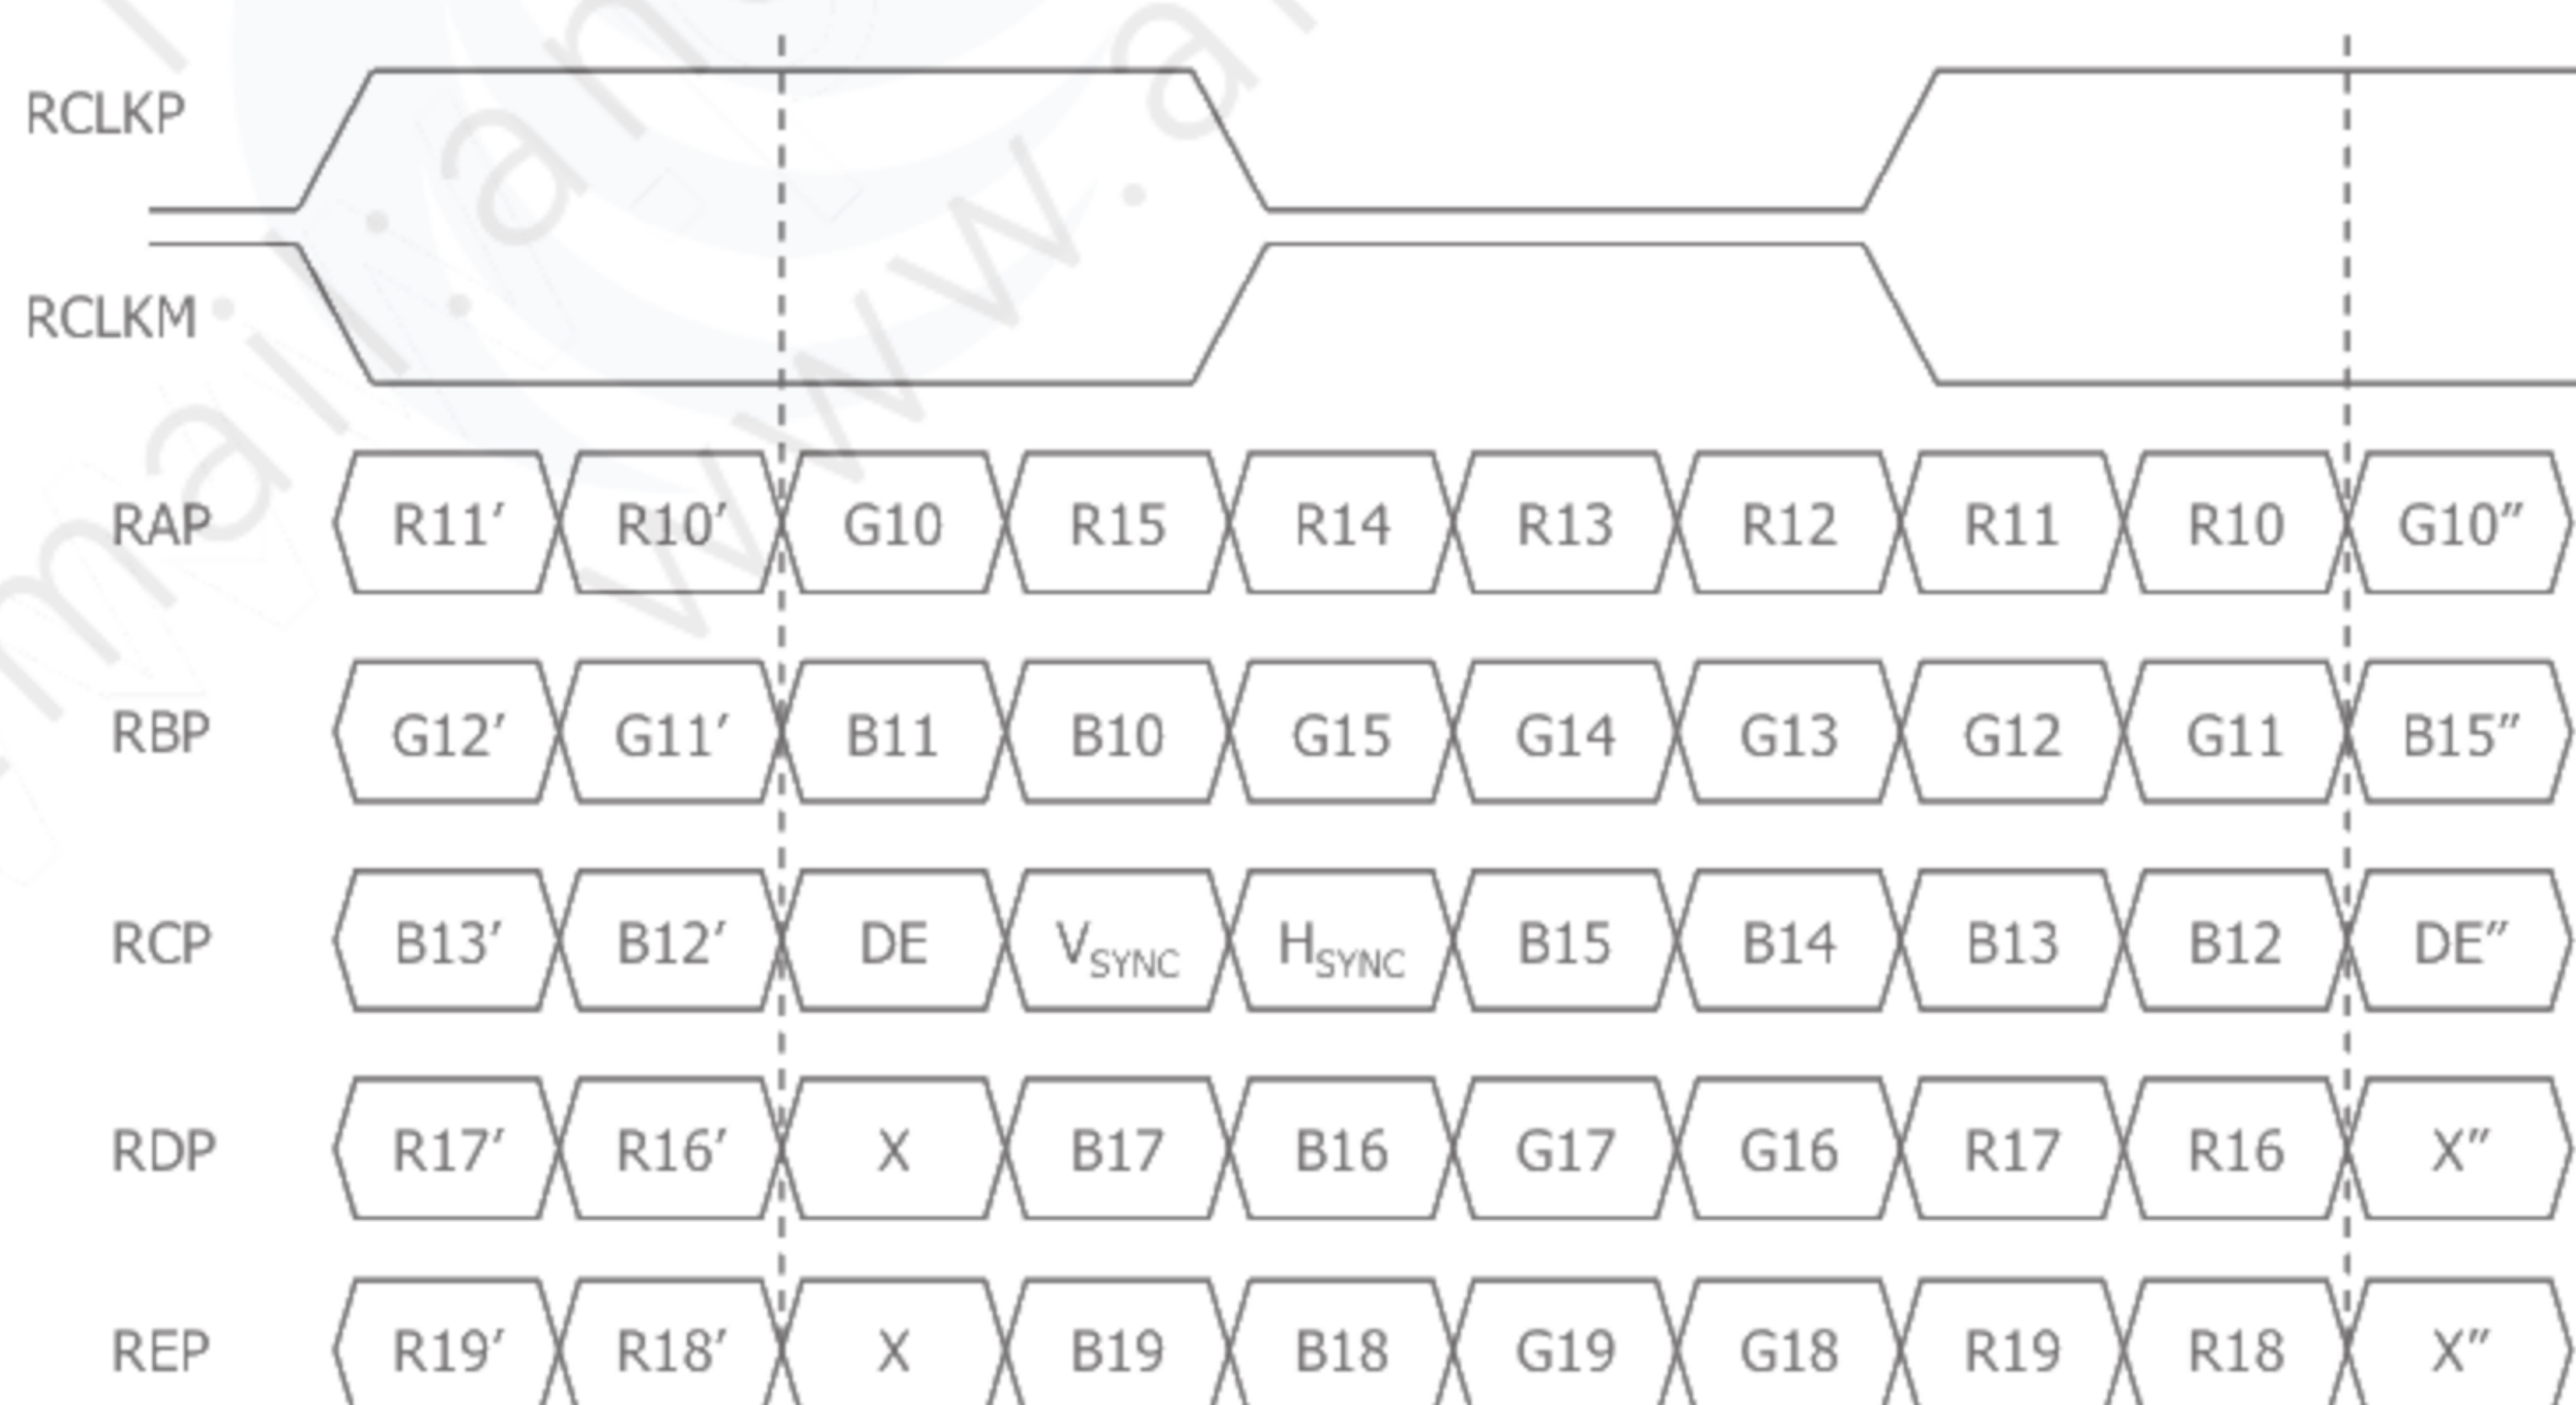 RCLKP
RCLKM
RAP R11′ R10′ G10 R15 R14 R13 R12 R11 R10 G10″
RBP G12′ G11′ B11 B10 G15 G14 G13 G12 G11 B15″
RCP B13′ B12′ DE VSYNC HSYNC B15 B14 B13 B12 DE″
RDP R17′ R16′ X B17 B16 G17 G16 R17 R16 X″
REP R19′ R18′ X B19 B18 G19 G18 R19 R18 X″